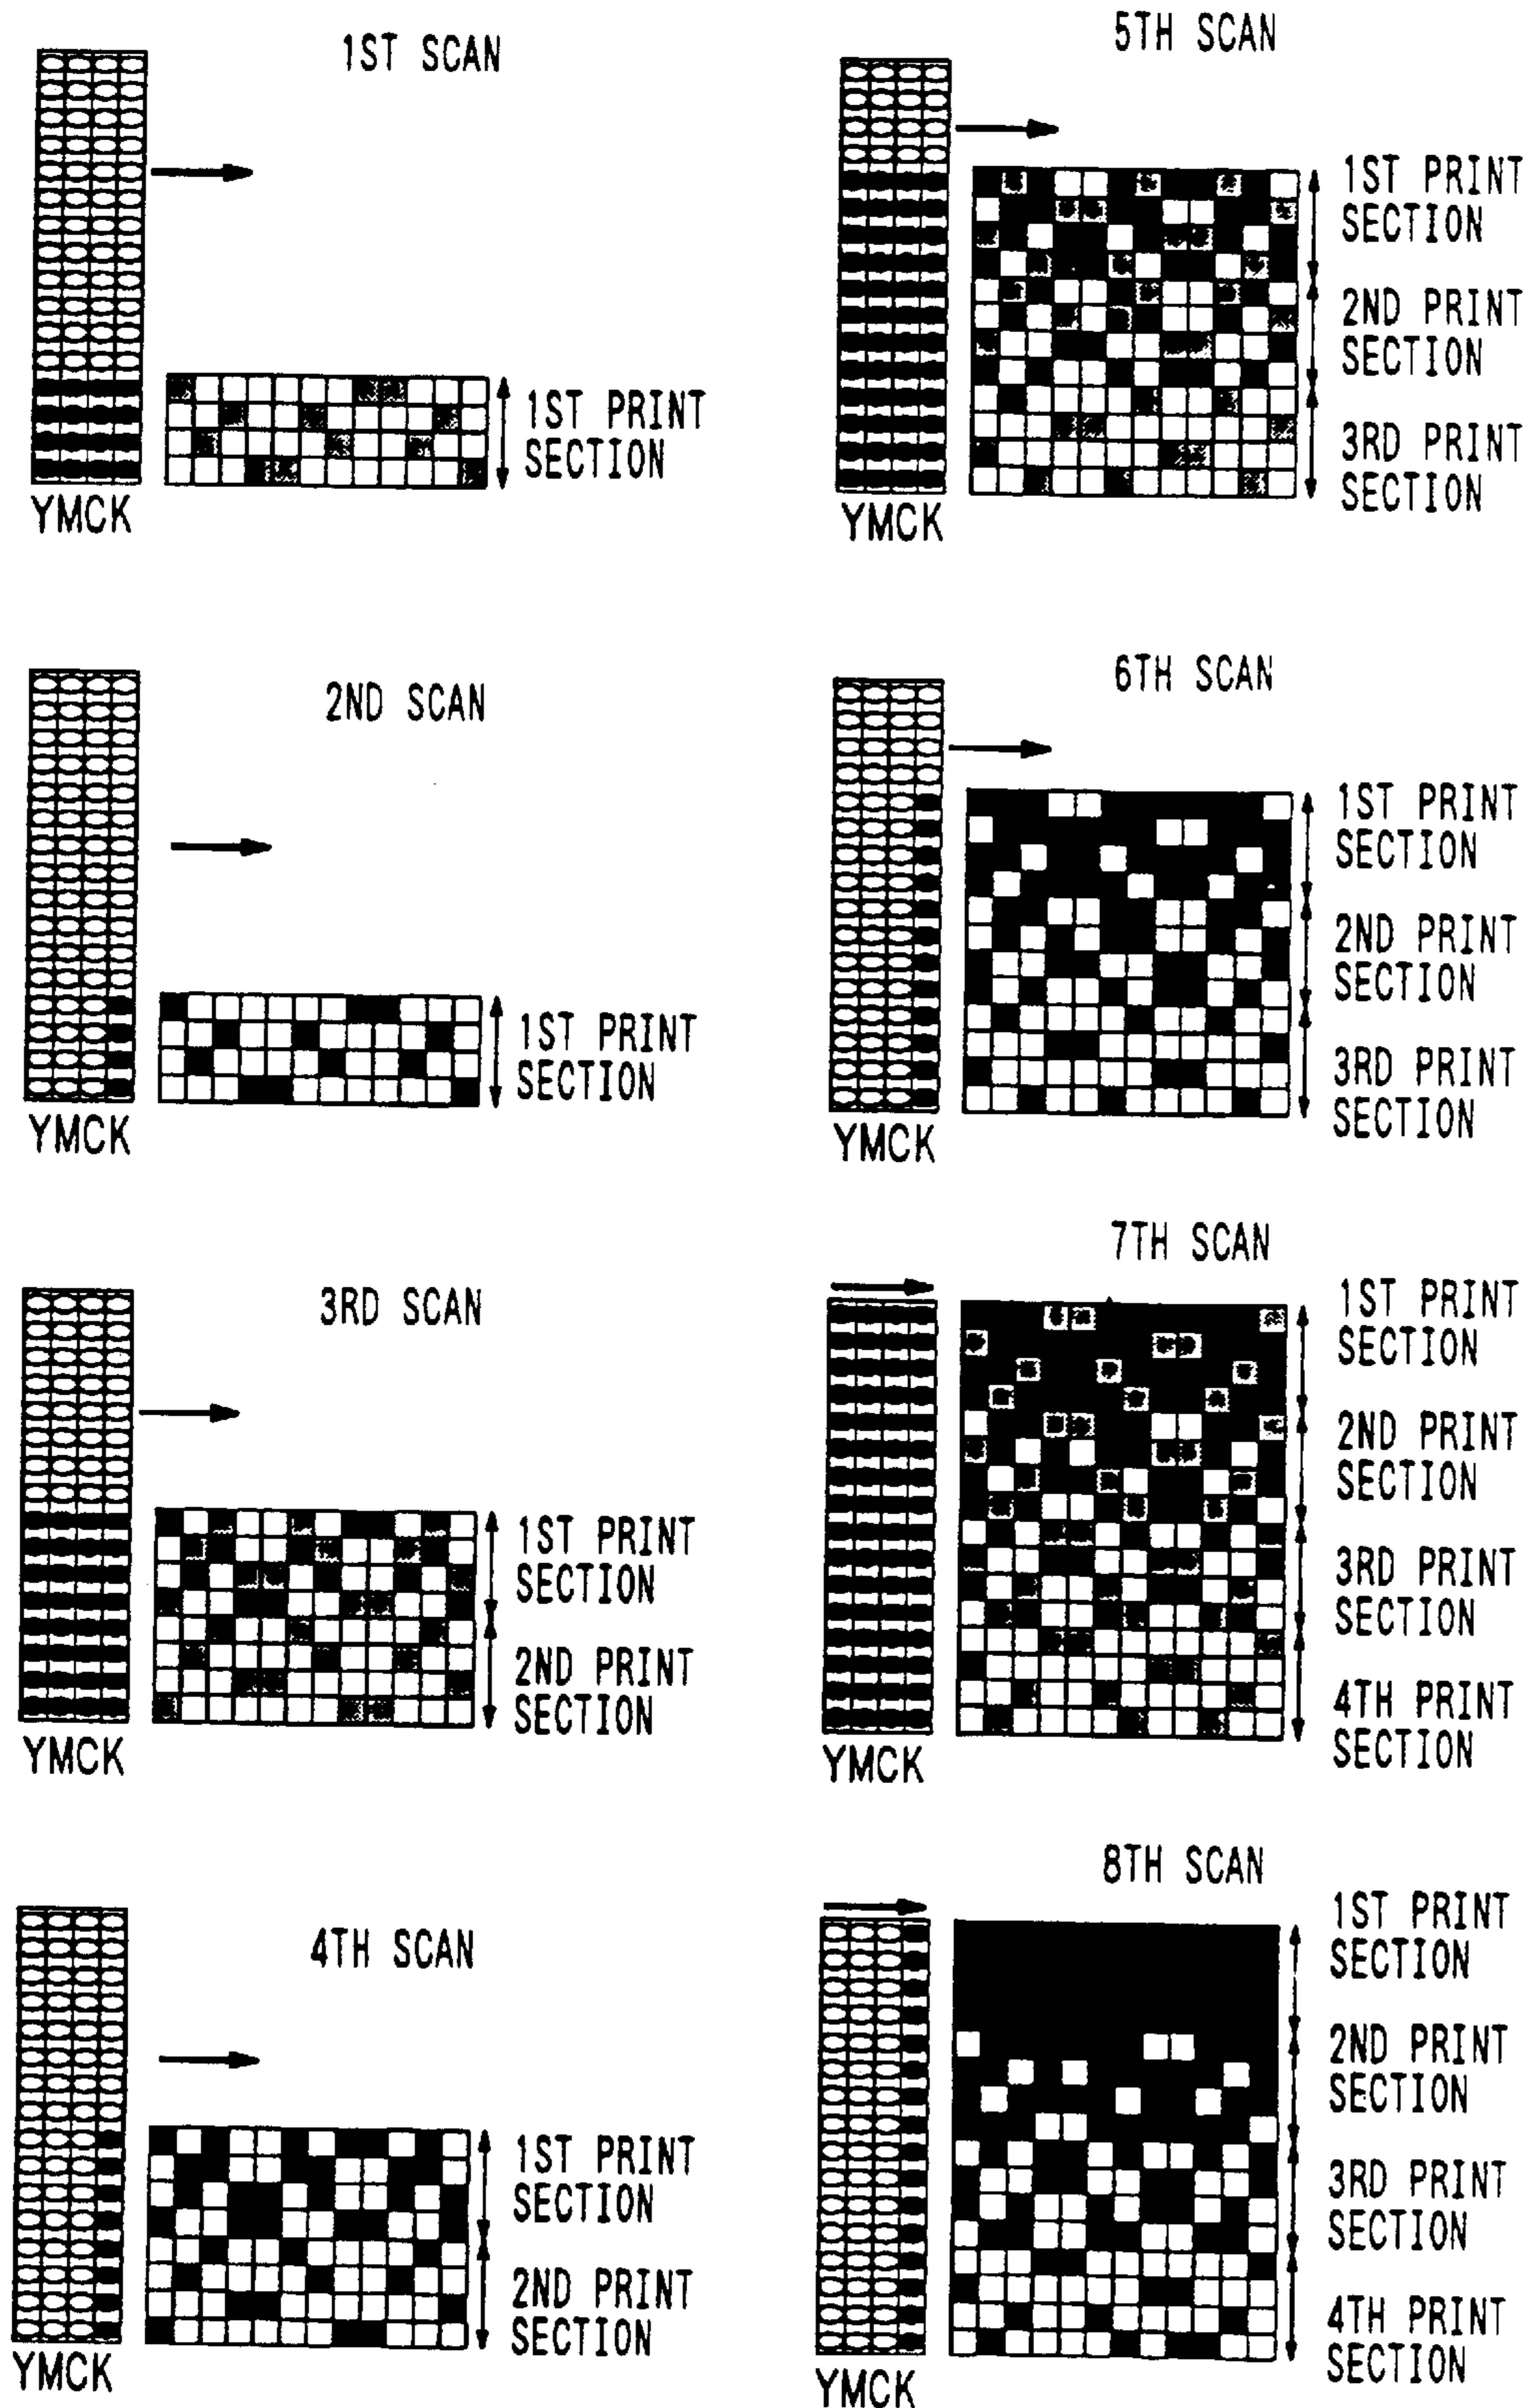 1ST SCAN
1ST PRINT
SECTION
YMCK
2ND SCAN
1ST PRINT
SECTION
YMCK
3RD SCAN
1ST PRINT
SECTION
2ND PRINT
SECTION
YMCK
4TH SCAN
1ST PRINT
SECTION
2ND PRINT
SECTION
YMCK
5TH SCAN
1ST PRINT
SECTION
2ND PRINT
SECTION
3RD PRINT
SECTION
YMCK
6TH SCAN
1ST PRINT
SECTION
2ND PRINT
SECTION
3RD PRINT
SECTION
YMCK
7TH SCAN
1ST PRINT
SECTION
2ND PRINT
SECTION
3RD PRINT
SECTION
4TH PRINT
SECTION
YMCK
8TH SCAN
1ST PRINT
SECTION
2ND PRINT
SECTION
3RD PRINT
SECTION
4TH PRINT
SECTION
YMCK